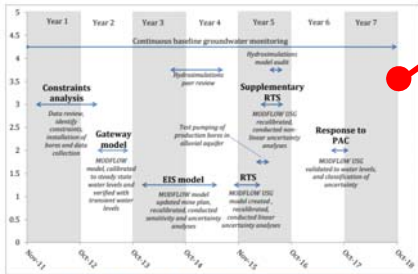 Year 1 Year 2 Year 3 Year 4 Year 5 Year 6 Year 7
Continuous baseline groundwater monitoring
Hydrosimulations
model audit
Hydrosimulations
peer review
Constraints
analysis
Data review,
identify
constraints,
installation of
bores and data
collection
Supplementary
RTS
MODFLOW USG
recalibrated,
conducted non-
linear uncertainty
analyses
Gateway
model
MODFLOW
model, calibrated
to steady state
water levels and
verified with
transient water
levels
Test pumping of
production bores in
alluvial aquifer
Response to
PAC
MODFLOW USG
validated to water levels,
and classification of
uncertainty
EIS model
MODFLOW model
updated mine plan,
recalibrated, conducted
sensitivity and uncertainty
analyses
RTS
MODFLOW USG
model created,
recalibrated,
conducted linear
uncertainty analyses
5
4.5
4
3.5
3
2.5
2
1.5
1
0.5
0
Nov-11 Oct-12 Oct-13 Oct-14 Oct-15 Oct-16 Oct-17 Oct-18